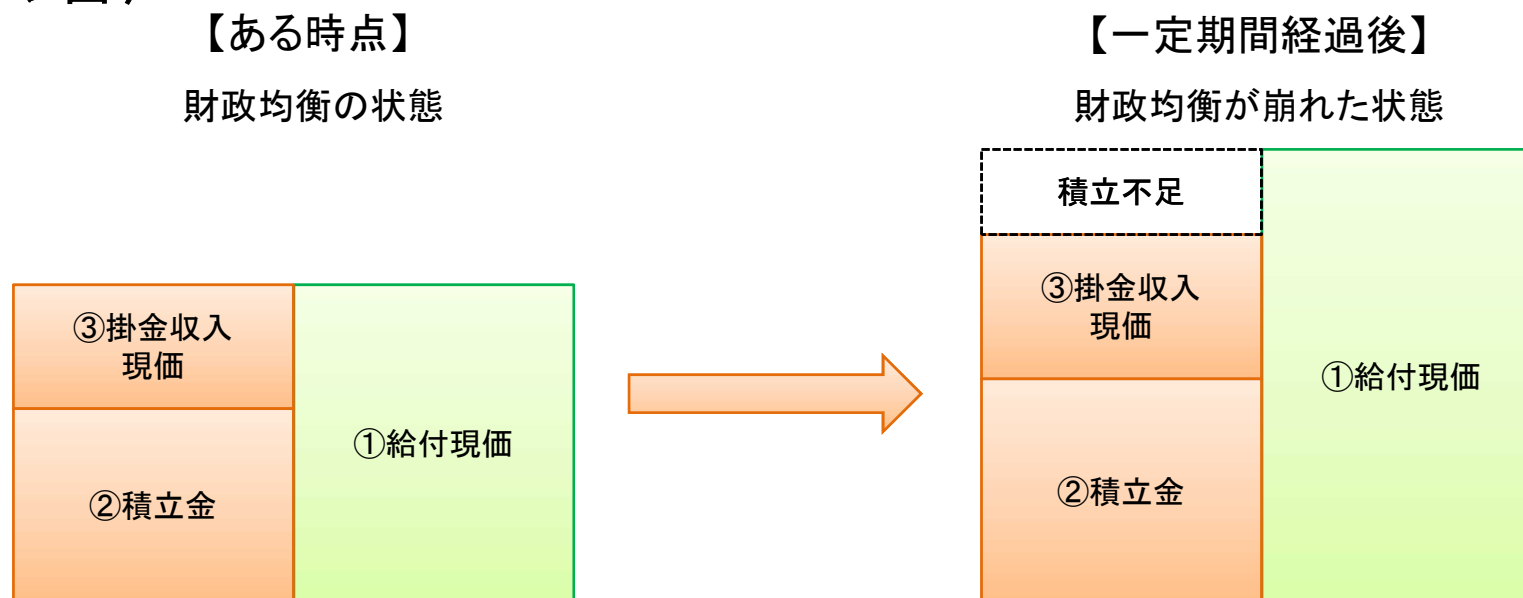 【ある時点】
財政均衡の状態
③掛金収入
現価
②積立金
①給付現価
【一定期間経過後】
財政均衡が崩れた状態
積立不足
③掛金収入
現価
②積立金
①給付現価